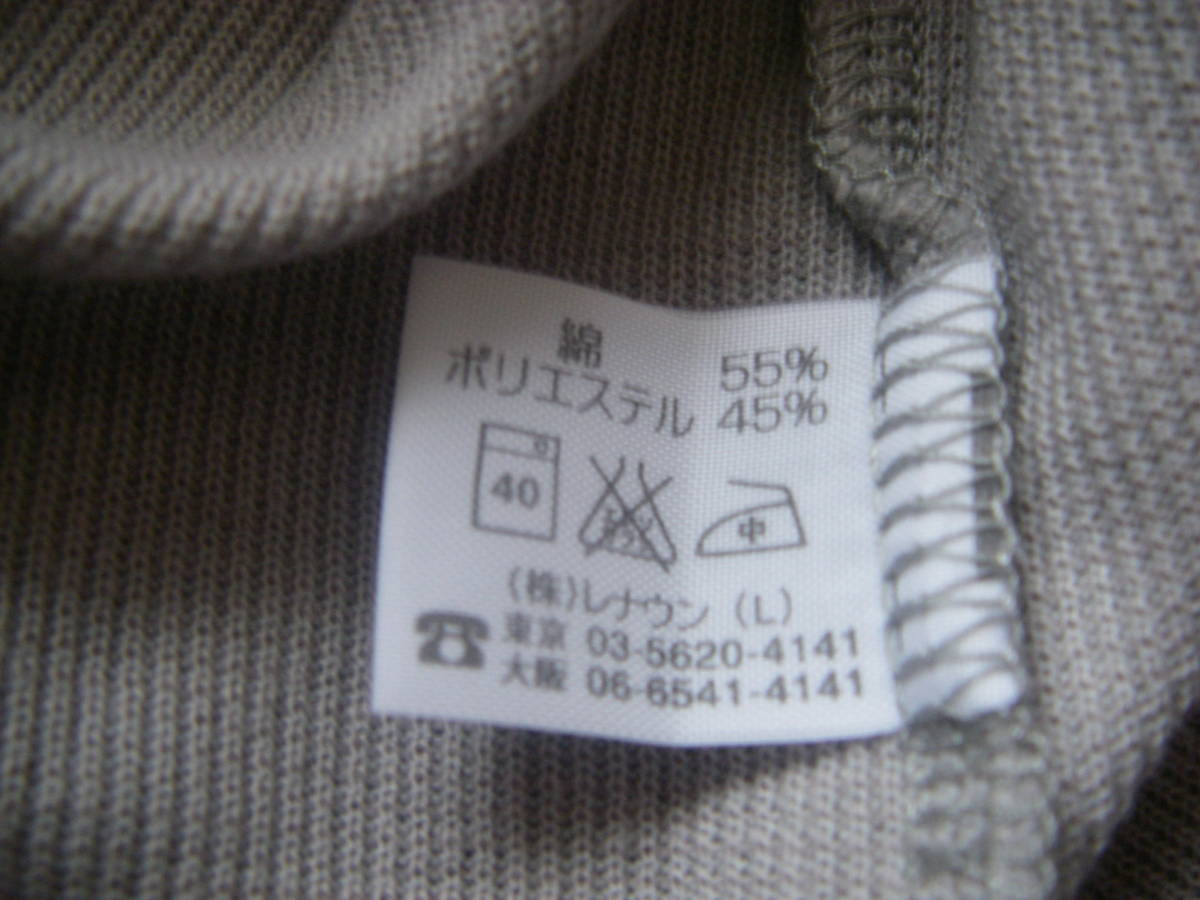 綿 55%
ポリエステル 45%
40
中
(株)レナウン (L)
東京 03-5620-4141
大阪 06-6541-4141